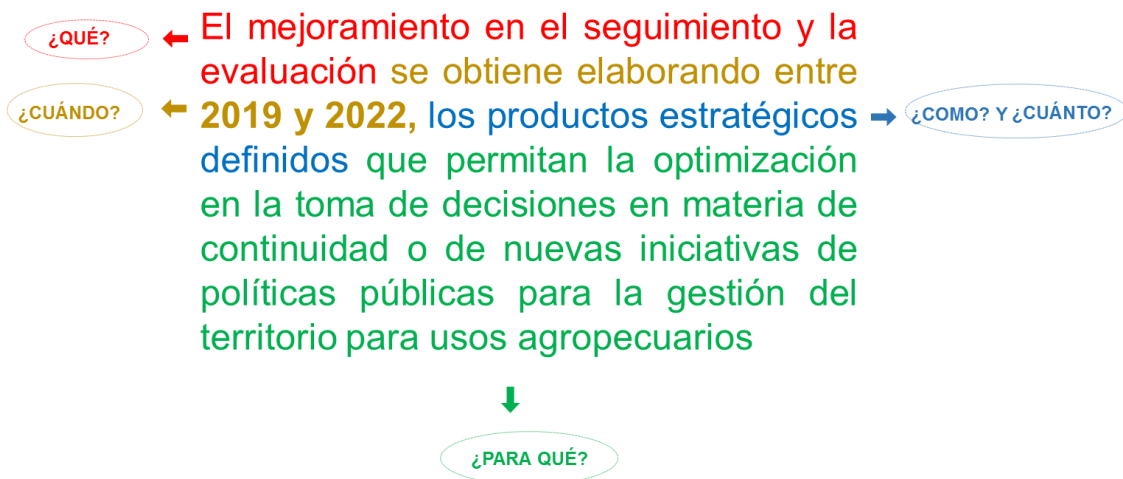 ¿QUÉ?
El mejoramiento en el seguimiento y la
evaluación se obtiene elaborando entre
¿CUÁNDO?
2019 y 2022, los productos estratégicos
¿COMO? Y ¿CUÁNTO?
definidos que permitan la optimización
en la toma de decisiones en materia de
continuidad o de nuevas iniciativas de
políticas públicas para la gestión del
territorio para usos agropecuarios
¿PARA QUÉ?